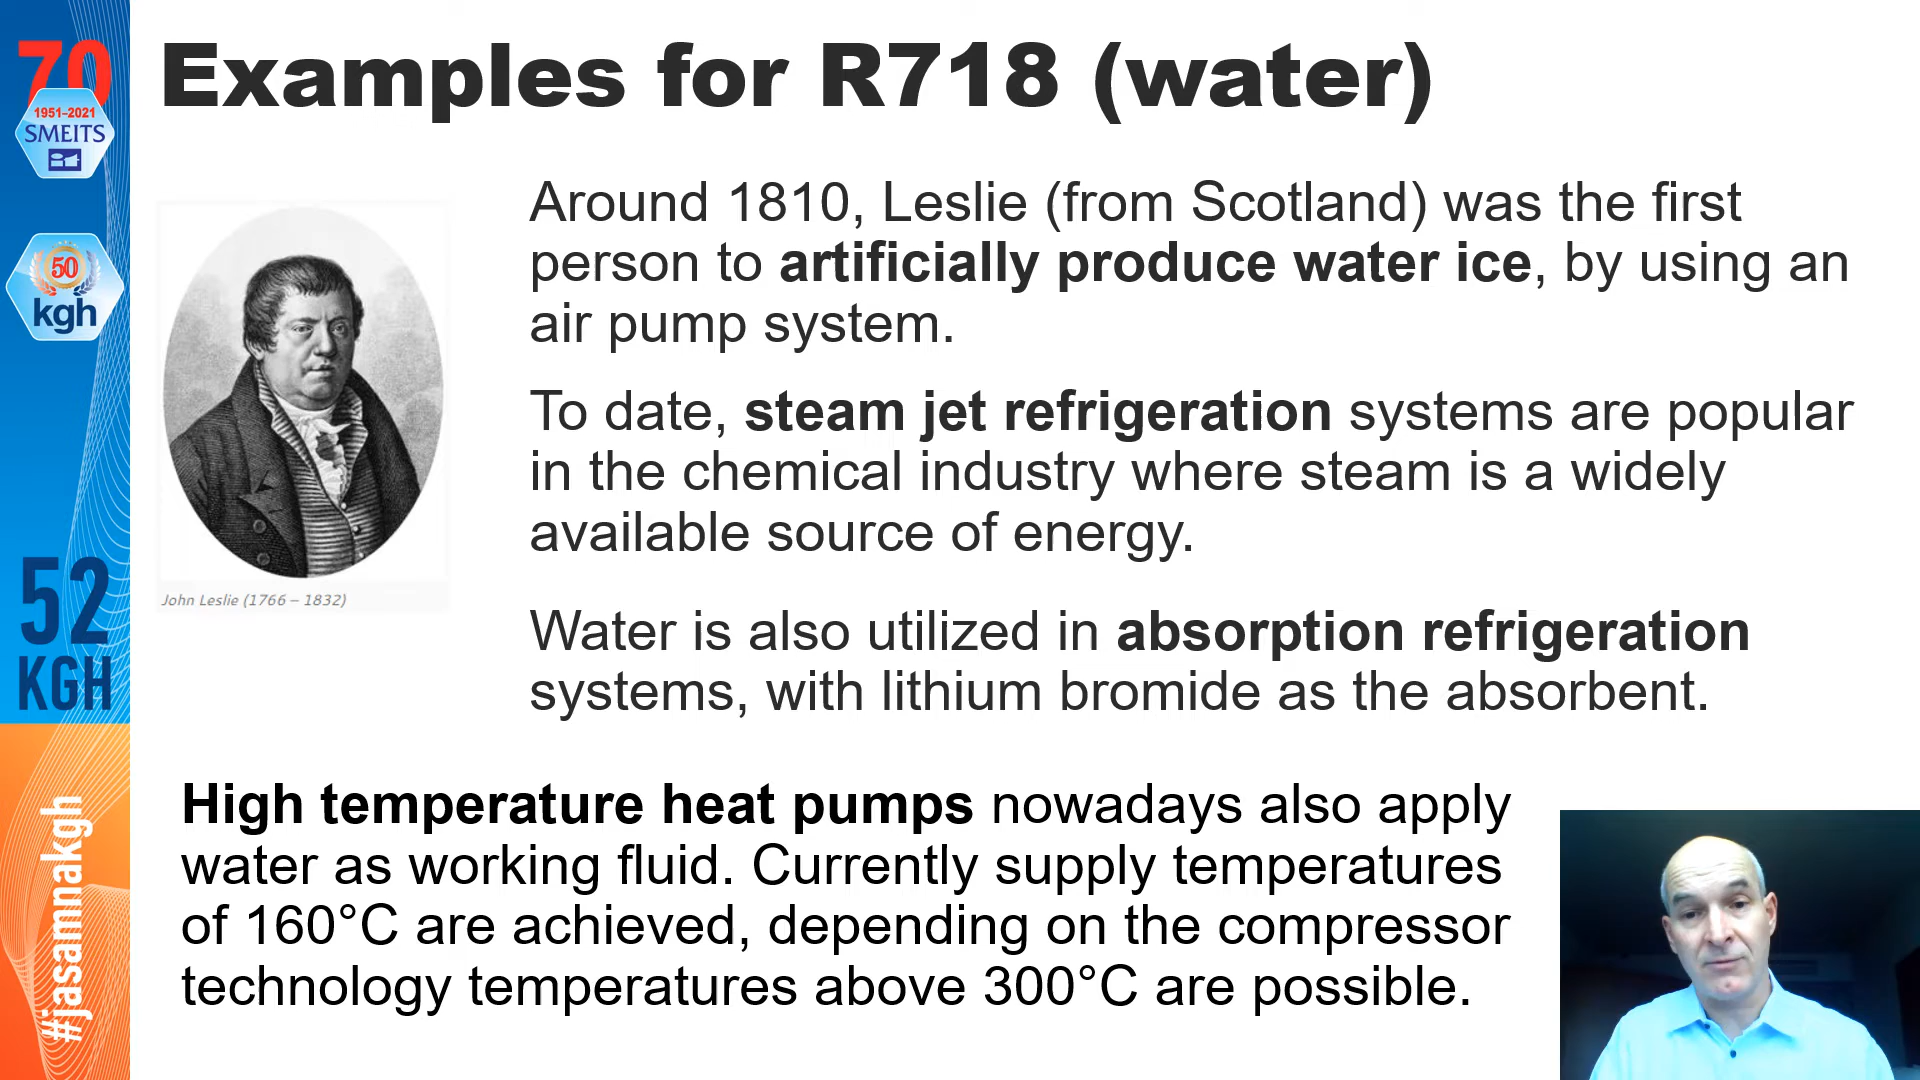 Examples for R718 (water)
70
1951–2021
SMEITS
50
kgh
52
KGH
#jasamnakgh
John Leslie (1766 – 1832)
Around 1810, Leslie (from Scotland) was the first
person to artificially produce water ice, by using an
air pump system.
To date, steam jet refrigeration systems are popular
in the chemical industry where steam is a widely
available source of energy.
Water is also utilized in absorption refrigeration
systems, with lithium bromide as the absorbent.
High temperature heat pumps nowadays also apply
water as working fluid. Currently supply temperatures
of 160°C are achieved, depending on the compressor
technology temperatures above 300°C are possible.